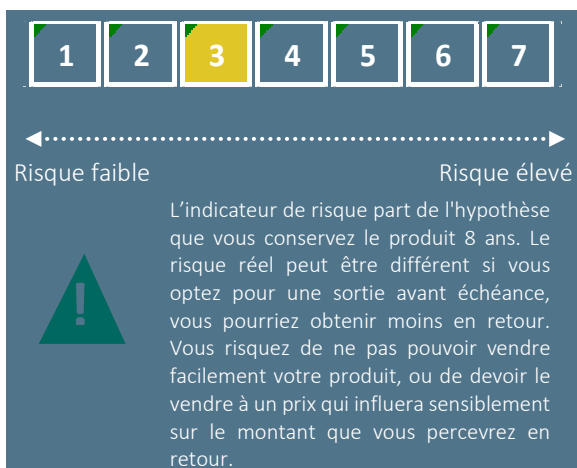 1 2 3 4 5 6 7
Risque faible Risque élevé
L’indicateur de risque part de l'hypothèse
que vous conservez le produit 8 ans. Le
risque réel peut être différent si vous
optez pour une sortie avant échéance,
vous pourriez obtenir moins en retour.
Vous risquez de ne pas pouvoir vendre
facilement votre produit, ou de devoir le
vendre à un prix qui influera sensiblement
sur le montant que vous percevrez en
retour.
!